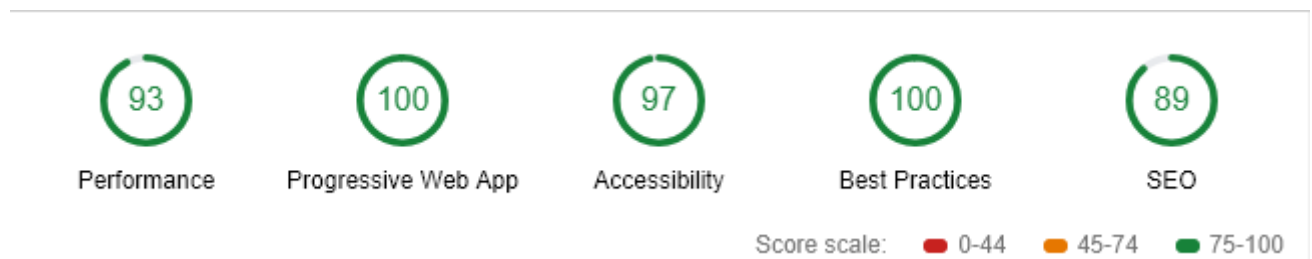 93 100 97 100 89
Performance Progressive Web App Accessibility Best Practices SEO
Score scale: 0-44 45-74 75-100